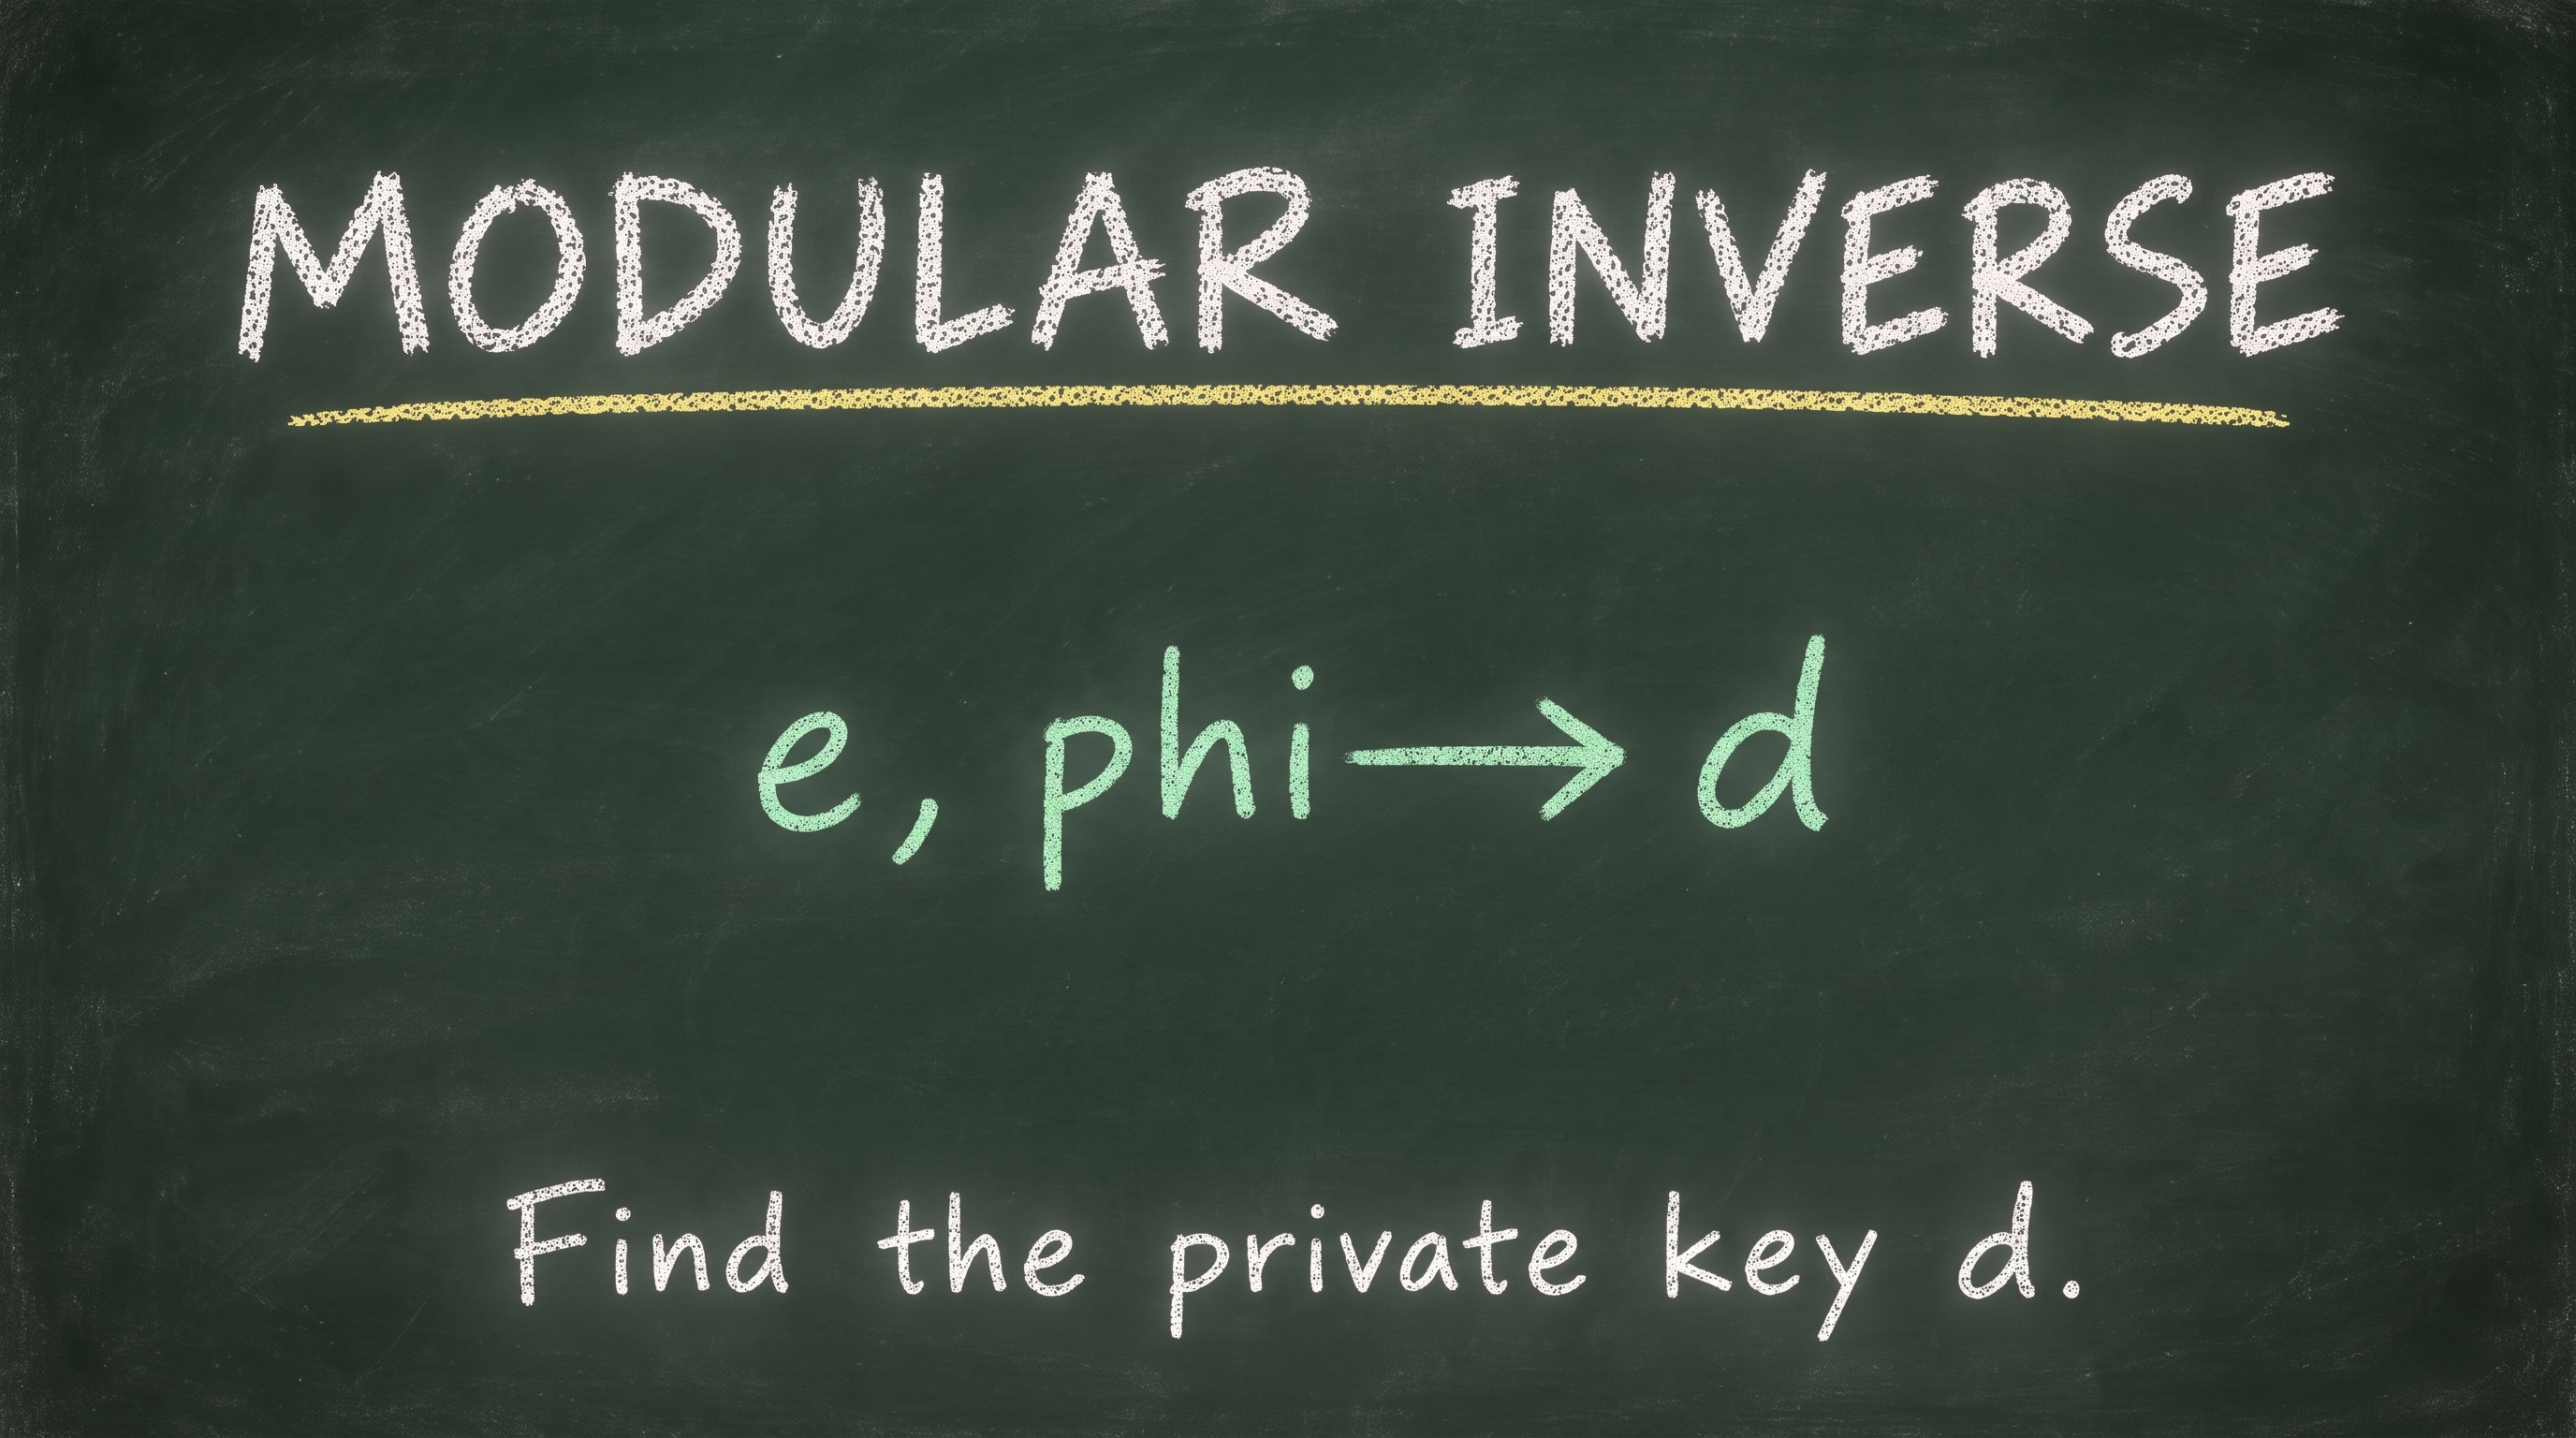 MODULAR INVERSE
e, phi → d
Find the private key d.